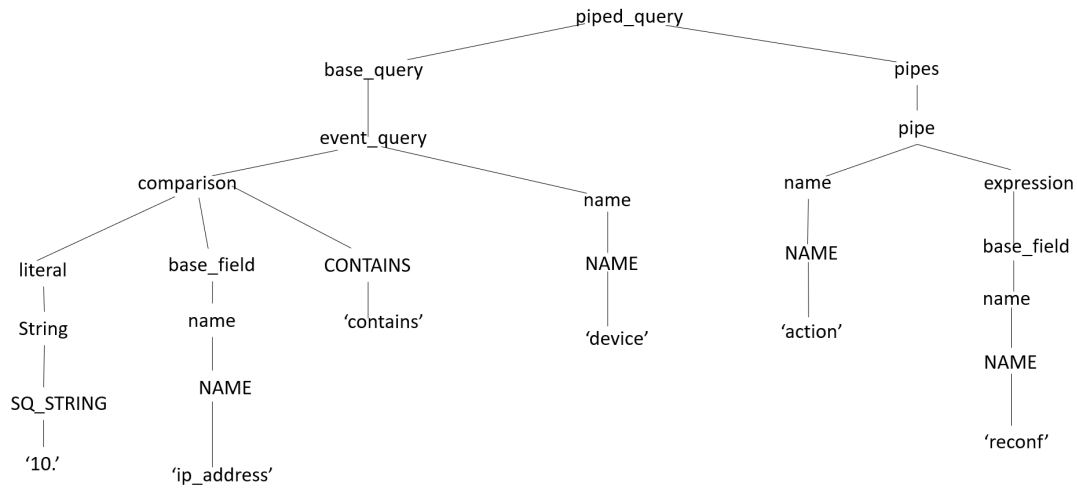 piped_query
base_query
pipes
pipe
event_query
comparison
name
name
expression
literal
base_field
CONTAINS
NAME
NAME
base_field
String
name
‘contains’
‘device’
‘action’
name
SQ_STRING
NAME
NAME
‘10.’
‘ip_address’
‘reconf’